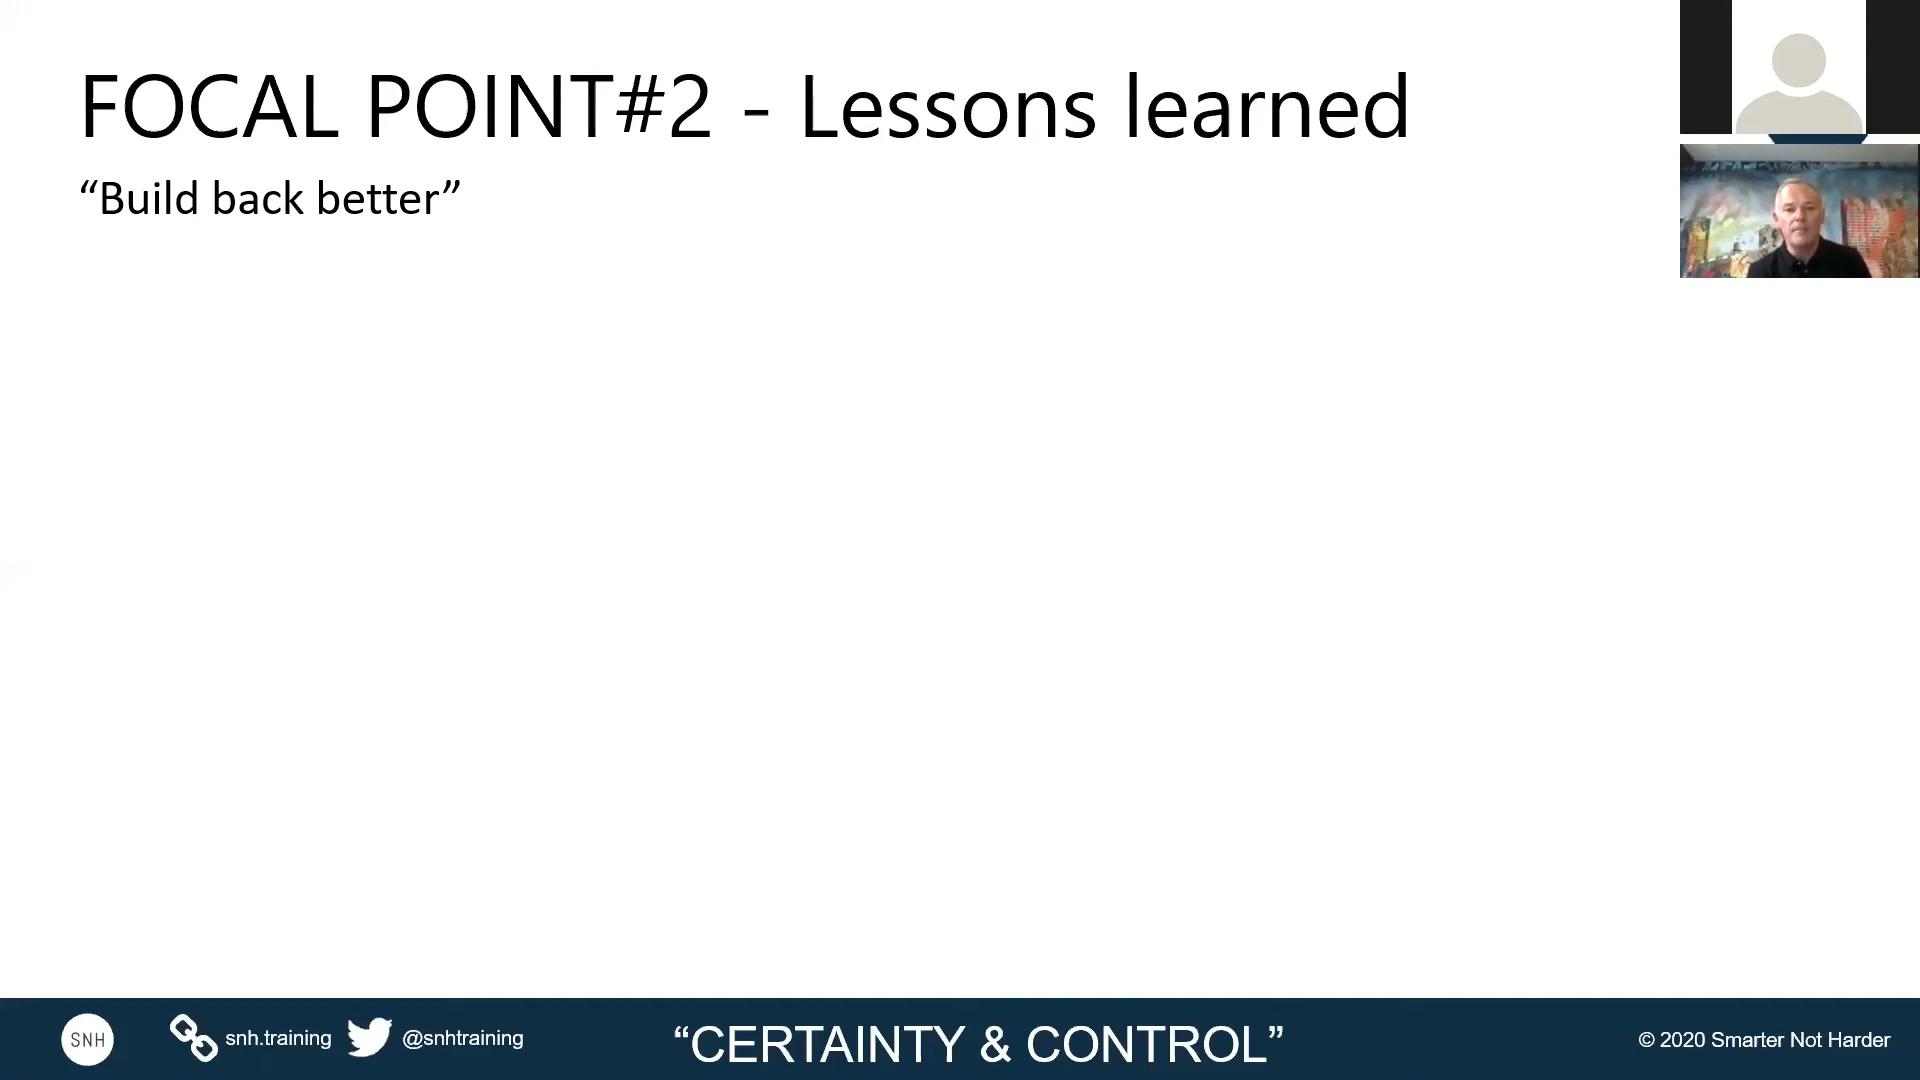 FOCAL POINT#2 - Lessons learned
“Build back better”
SNH
snh.training
@snhtraining
“CERTAINTY & CONTROL”
© 2020 Smarter Not Harder